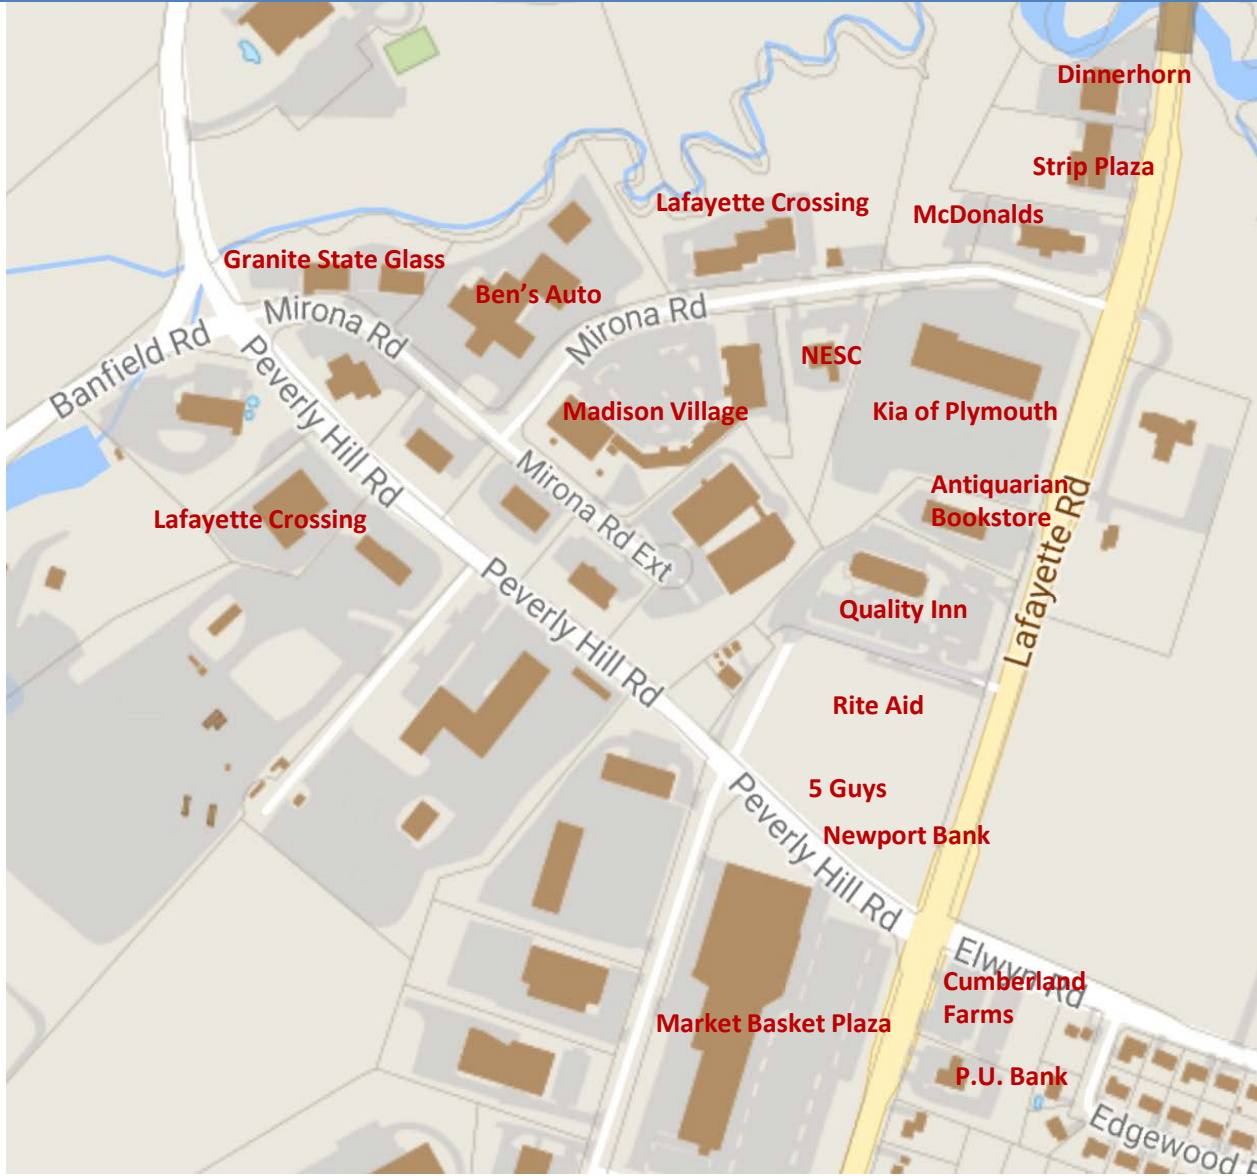 Dinnerhorn
Strip Plaza
Lafayette Crossing
McDonalds
Granite State Glass
Ben's Auto
Mirona Rd
Mirona Rd
Banfield Rd
Peverly Hill Rd
NESC
Madison Village
Kia of Plymouth
Mirona Rd Ext
Antiquarian
Bookstore
Lafayette Crossing
Lafayette Rd
Peverly Hill Rd
Quality Inn
Rite Aid
5 Guys
Newport Bank
Peverly Hill Rd
Elwyn Rd
Cumberland
Farms
Market Basket Plaza
P.U. Bank
Edgewood